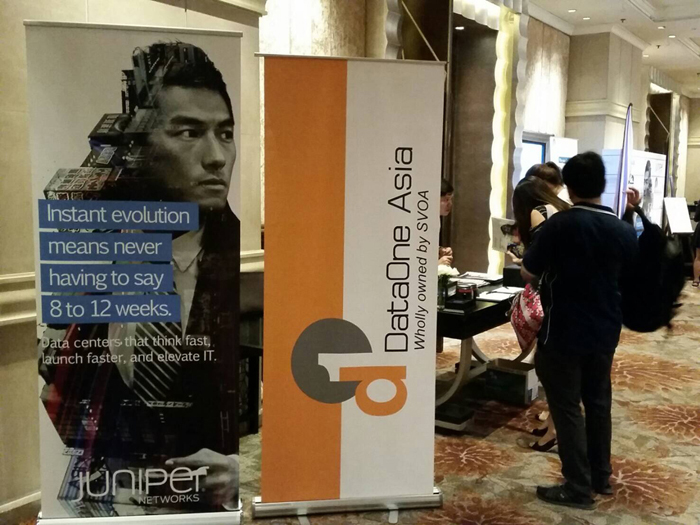 Instant evolution
means never
having to say
8 to 12 weeks.
Data centers that think fast,
launch faster, and elevate IT.
JUNIPER
NETWORKS
d1
DataOne Asia
Wholly owned by SVOA